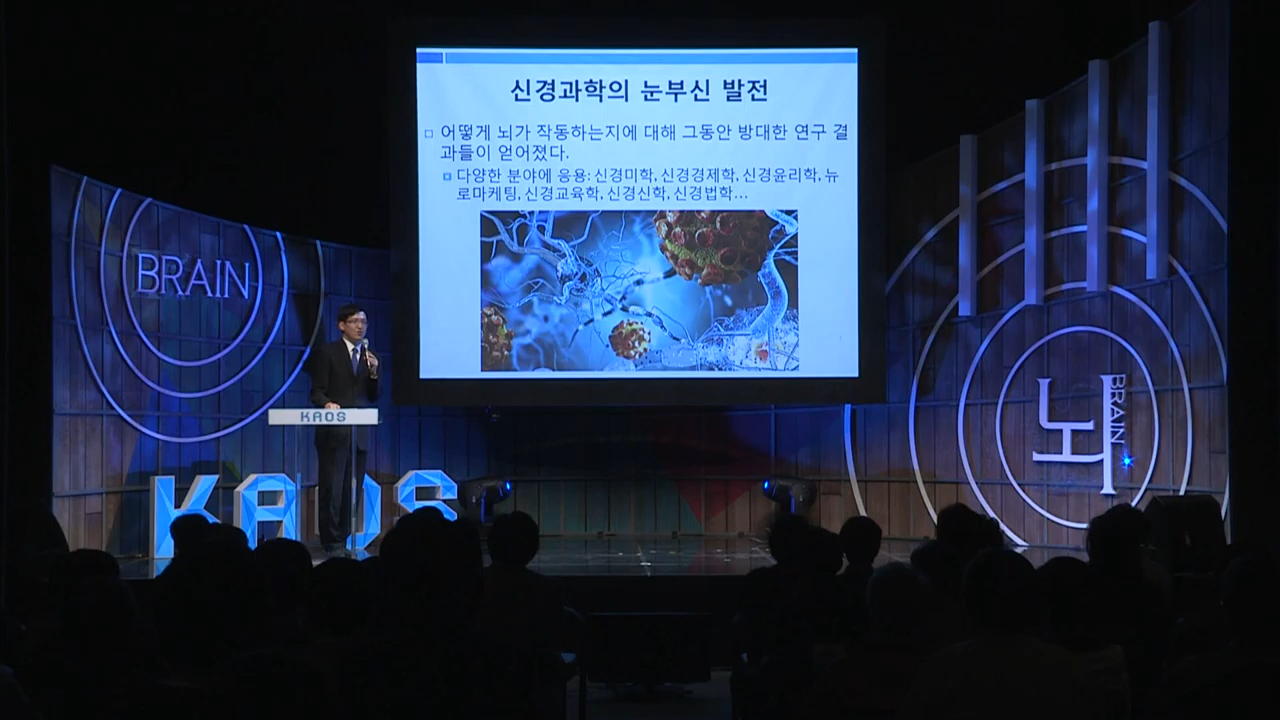 신경과학의 눈부신 발전
어떻게 뇌가 작동하는지에 대해 그동안 방대한 연구 결
과들이 얻어졌다.
다양한 분야에 응용: 신경미학, 신경경제학, 신경윤리학, 뉴
로마케팅, 신경교육학, 신경신학, 신경법학…
BRAIN
KAOS
KAOS
뇌
BRAIN